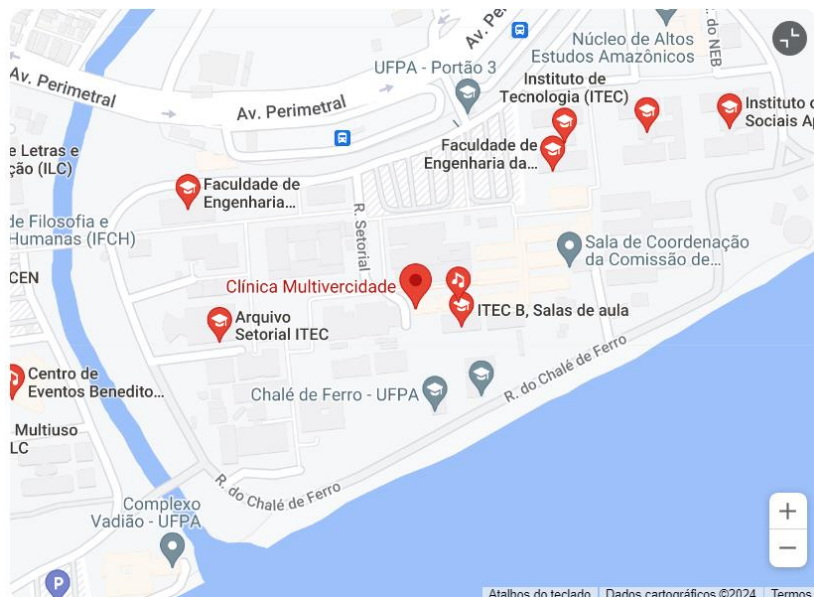 Av. Perimetral
Av. Perimetral
Av. Pe
UFPA - Portão 3
Núcleo de Altos
Estudos Amazônicos
R. do NEB
Instituto de
Tecnologia (ITEC)
Instituto
Sociais Ap
Faculdade de
Engenharia da...
e Letras e
ção (ILC)
Faculdade de
Engenharia...
de Filosofia e
Humanas (IFCH)
R. Setorial
Sala de Coordenação
da Comissão de...
CEN
Clínica Multivercidade
ITEC B, Salas de aula
Arquivo
Setorial ITEC
Centro de
Eventos Benedito...
Chalé de Ferro - UFPA
R. do Chalé de Ferro
Multiuso
LC
R. do Chalé de Ferro
Complexo
Vadião - UFPA
P
+
−
Atalhos do teclado
Dados cartográficos ©2024
Termos